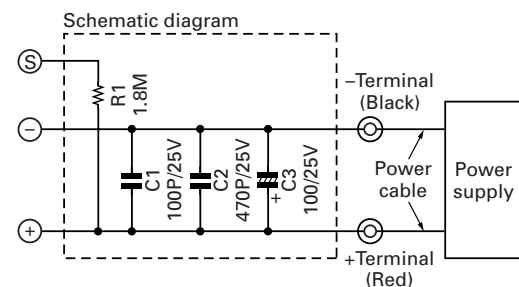 Schematic diagram
S
R1
1.8M
−Terminal
(Black)
−
C1
100P/25V
C2
470P/25V
+
C3
100/25V
Power
cable
Power
supply
+
+Terminal
(Red)